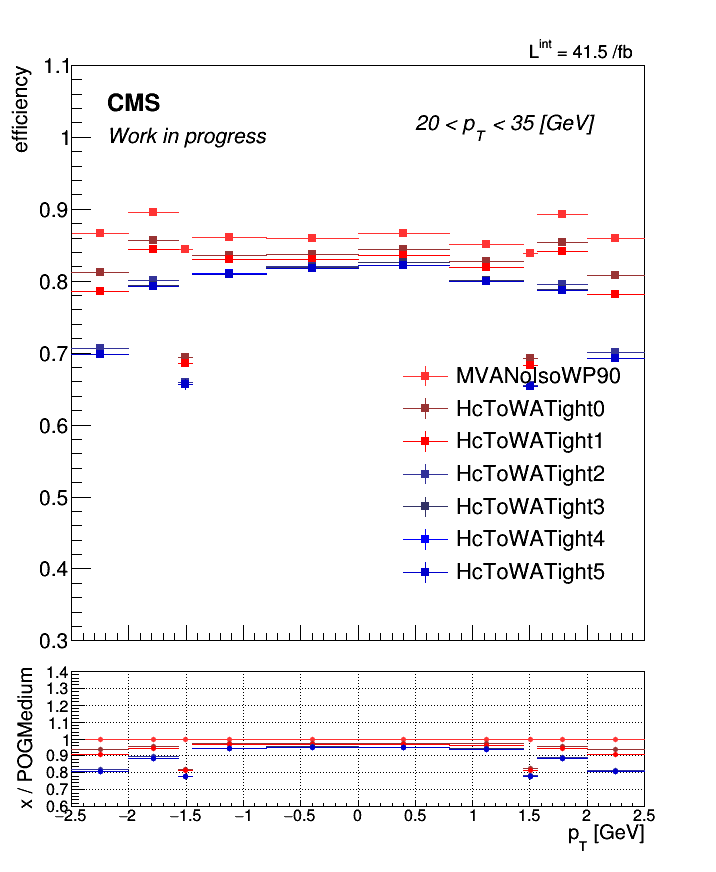 L^int = 41.5 /fb
efficiency
CMS
Work in progress
20 < p_T < 35 [GeV]
1.1
1
0.9
0.8
0.7
0.6
0.5
0.4
0.3
MVANoIsoWP90
HcToWATight0
HcToWATight1
HcToWATight2
HcToWATight3
HcToWATight4
HcToWATight5
x / POGMedium
1.4
1.3
1.2
1.1
1
0.9
0.8
0.7
0.6
−2.5 −2 −1.5 −1 −0.5 0 0.5 1 1.5 2 2.5
p_T [GeV]